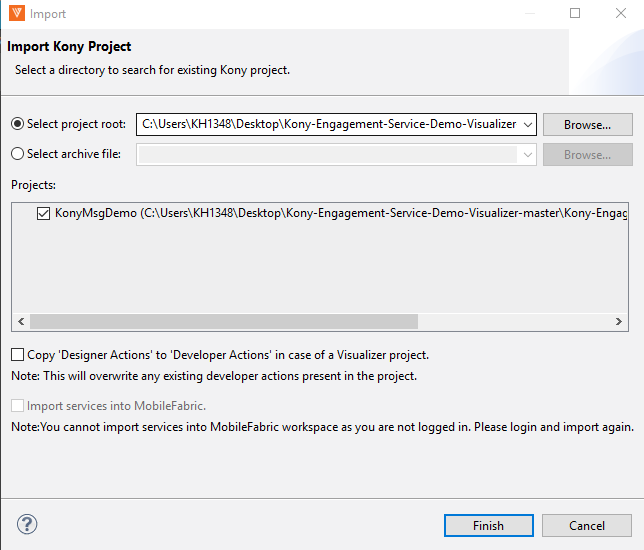 Import
Import Kony Project
Select a directory to search for existing Kony project.
Select project root: C:\Users\KH1348\Desktop\Kony-Engagement-Service-Demo-Visualizer Browse...
Select archive file: Browse...
Projects:
KonyMsgDemo (C:\Users\KH1348\Desktop\Kony-Engagement-Service-Demo-Visualizer-master\Kony-Engag
Copy 'Designer Actions' to 'Developer Actions' in case of a Visualizer project.
Note: This will overwrite any existing developer actions present in the project.
Import services into MobileFabric.
Note:You cannot import services into MobileFabric workspace as you are not logged in. Please login and import again.
? Finish Cancel